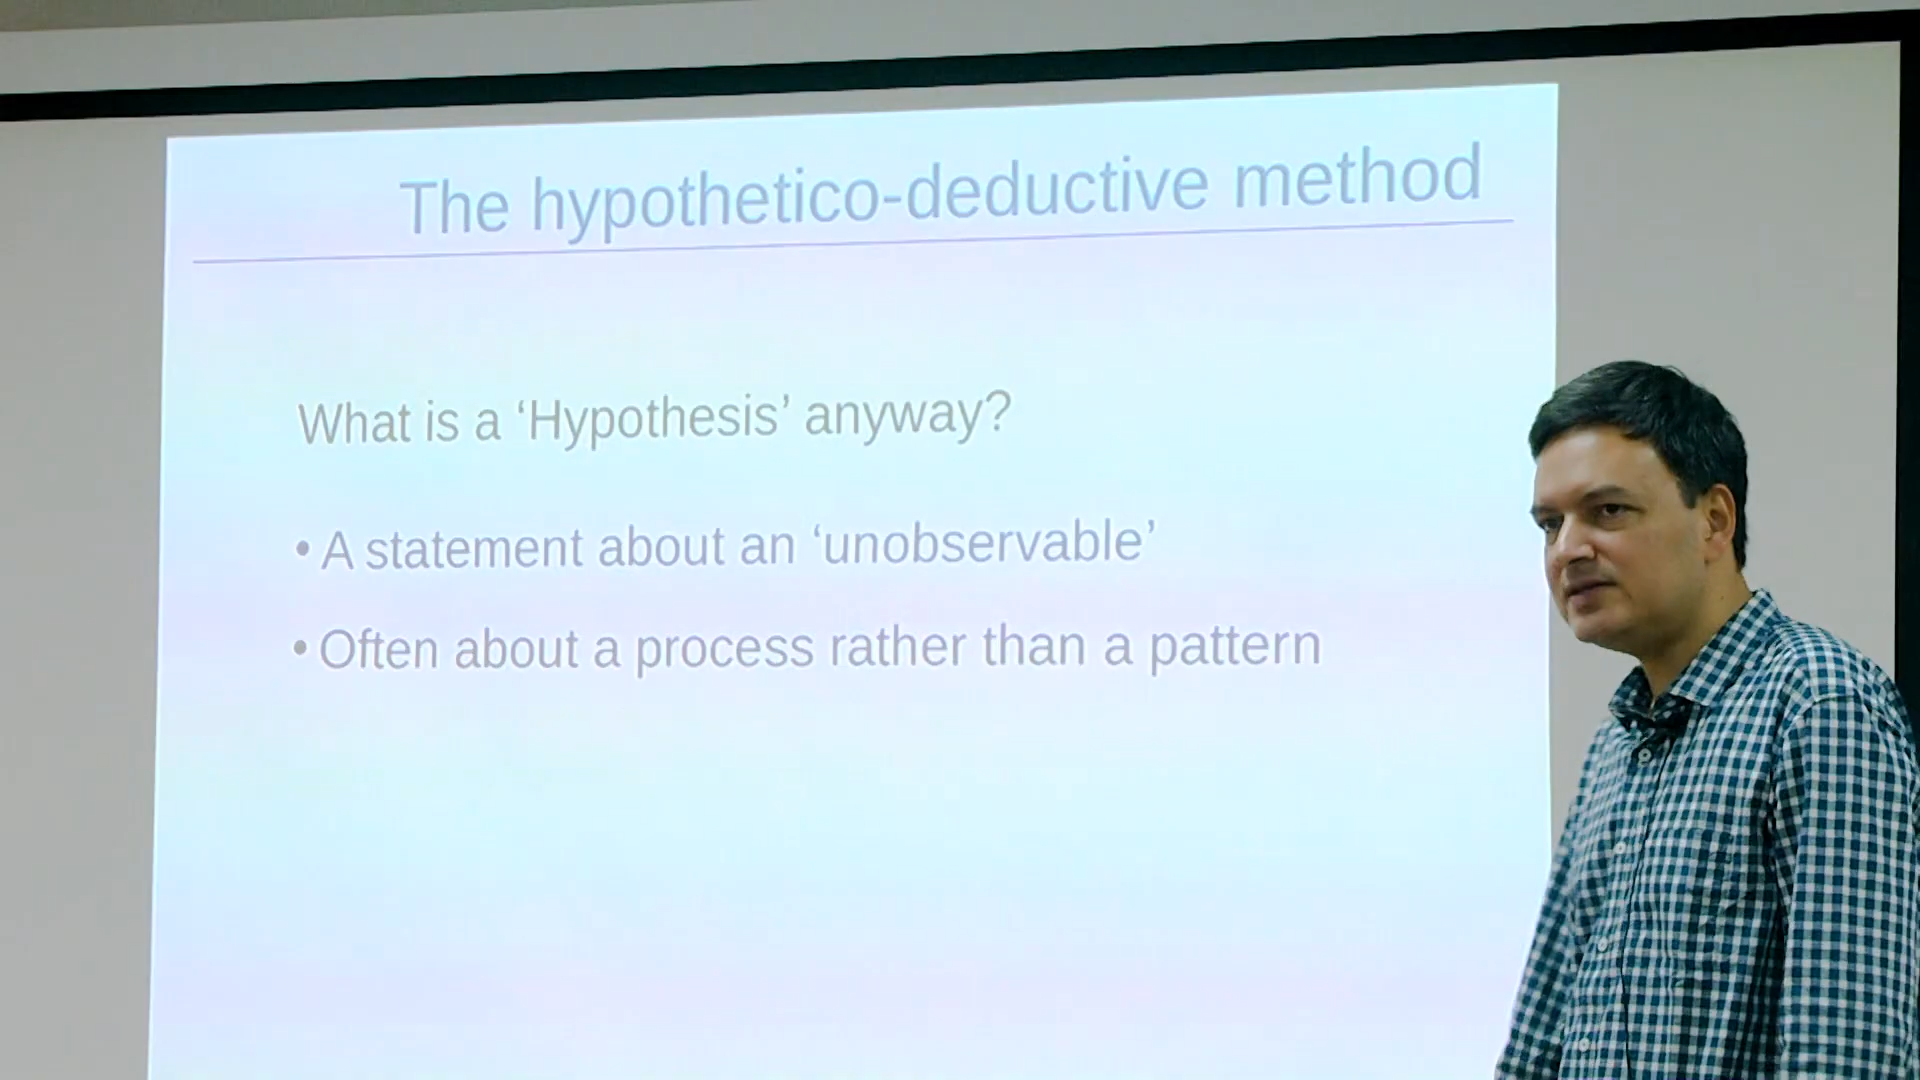 The hypothetico-deductive method
What is a ‘Hypothesis’ anyway?
• A statement about an ‘unobservable’
• Often about a process rather than a pattern